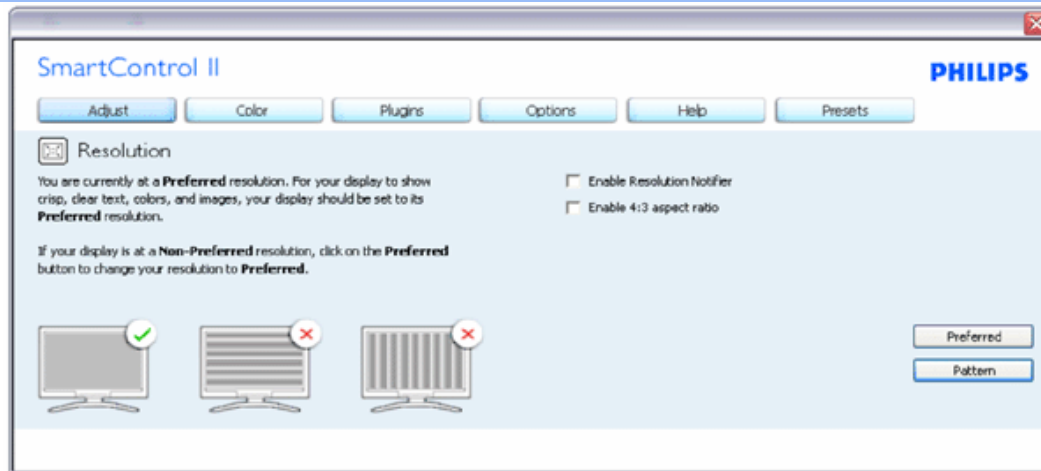 SmartControl II
PHILIPS
Adjust
Color
Plugins
Options
Help
Presets
Resolution
You are currently at a Preferred resolution. For your display to show
crisp, clear text, colors, and images, your display should be set to its
Preferred resolution.
If your display is at a Non-Preferred resolution, click on the Preferred
button to change your resolution to Preferred.
Enable Resolution Notifier
Enable 4:3 aspect ratio
Preferred
Pattern